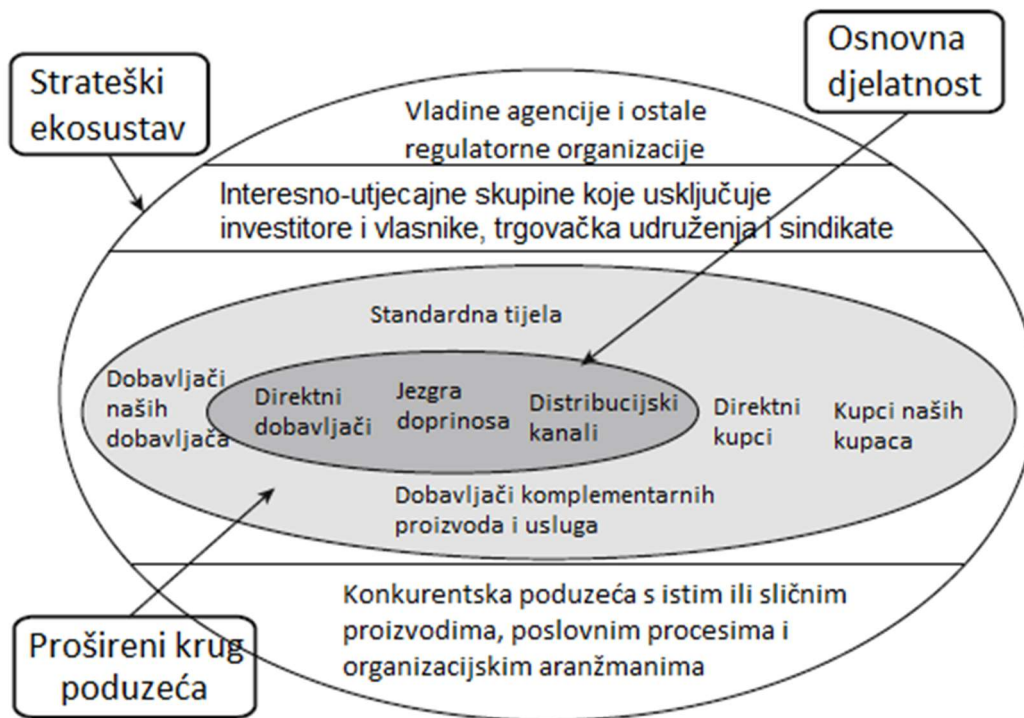 Osnovna
djelatnost
Strateški
ekosustav
Vladine agencije i ostale
regulatorne organizacije
Interesno-utjecajne skupine koje usključuje
investitore i vlasnike, trgovačka udruženja i sindikate
Standardna tijela
Dobavljači
naših
dobavljača
Direktni
dobavljači
Jezgra
doprinosa
Distribucijski
kanali
Direktni
kupci
Kupci naših
kupaca
Dobavljači komplementarnih
proizvoda i usluga
Konkurentska poduzeća s istim ili sličnim
proizvodima, poslovnim procesima i
organizacijskim aranžmanima
Prošireni krug
poduzeća